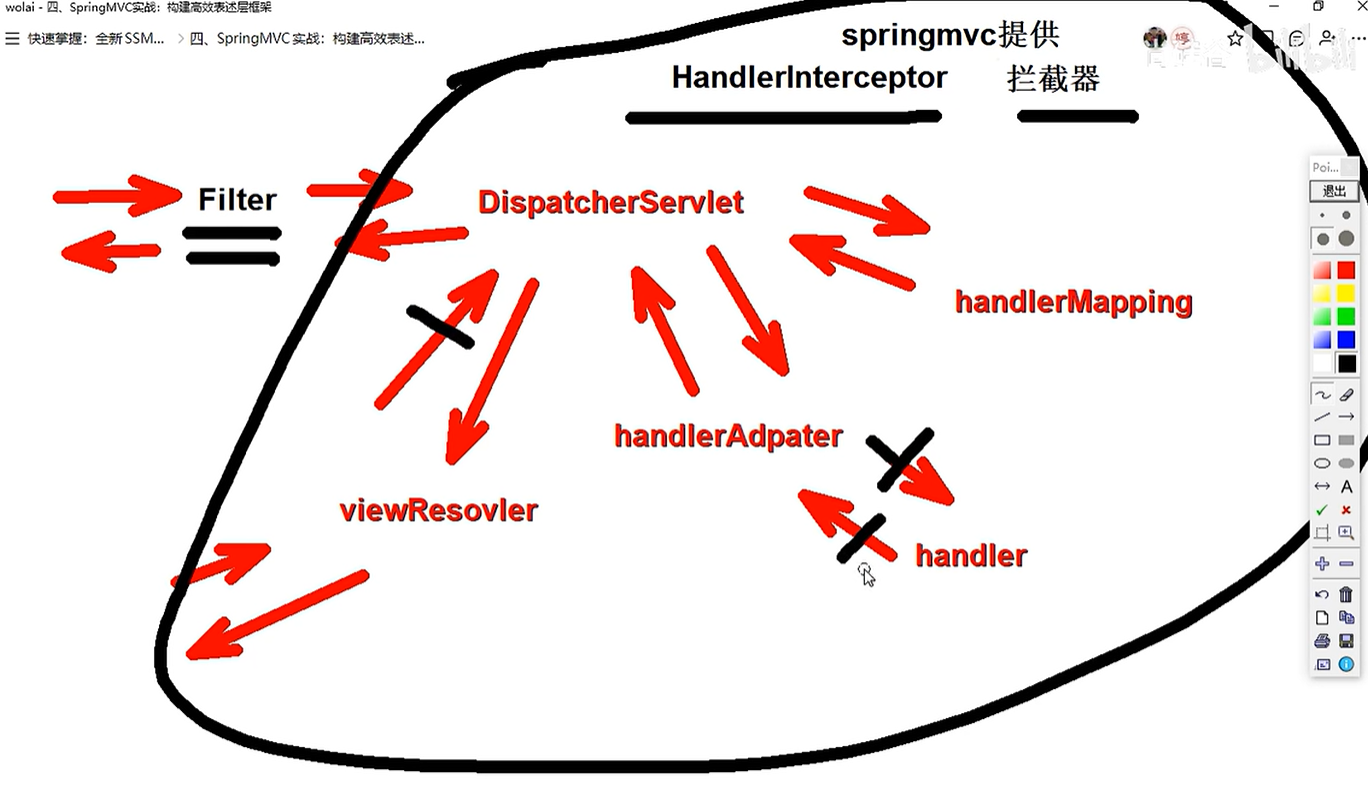 wolai - 四、SpringMVC实战：构建高效表述层框架
快速掌握：全新 SSM... > 四、SpringMVC 实战：构建高效表述...
springmvc提供
HandlerInterceptor 拦截器
婷
bilibili
Filter
DispatcherServlet
handlerMapping
handlerAdpater
viewResovler
handler
Poi...
退出
A